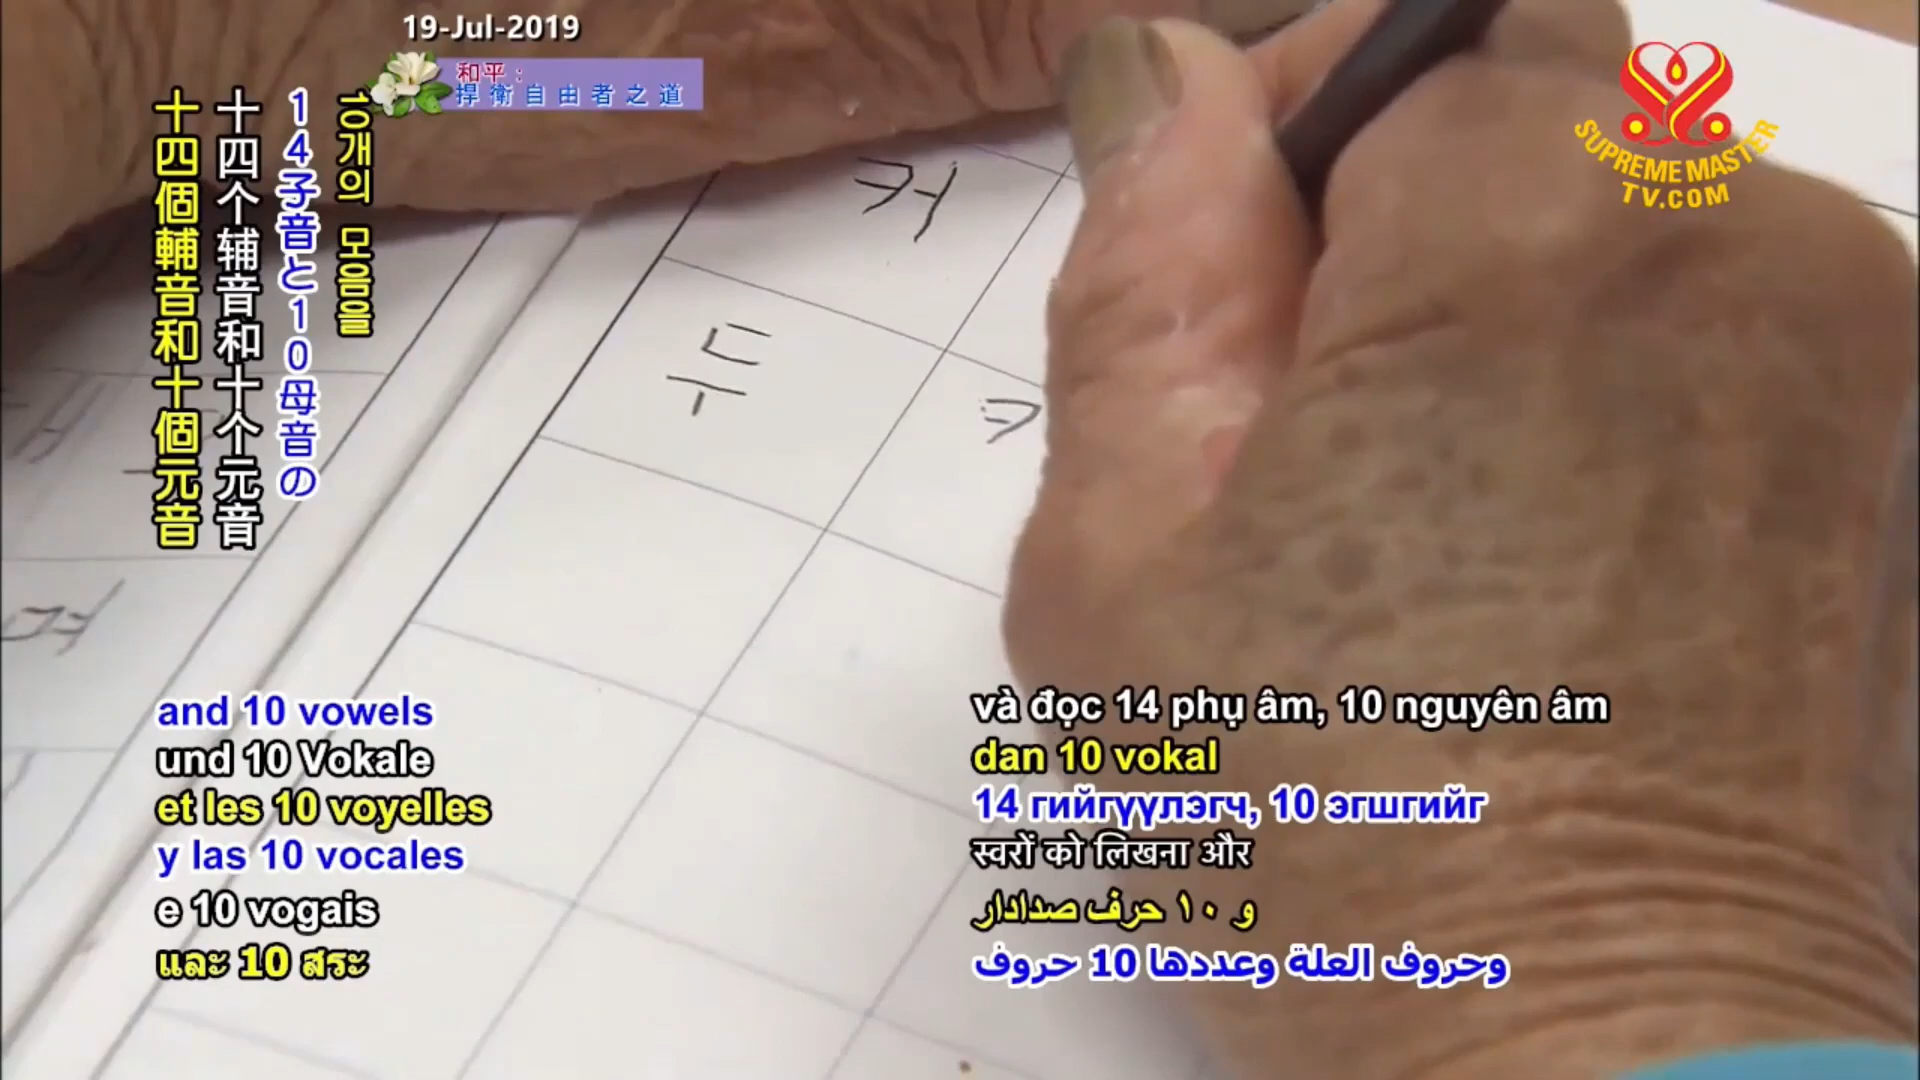 19-Jul-2019
和平：
捍衛自由者之道
SUPREME MASTER
TV.COM
10개의 모음을
14子音と10母音の
十四个辅音和十个元音
十四個輔音和十個元音
커
두
ㅋ
and 10 vowels
und 10 Vokale
et les 10 voyelles
y las 10 vocales
e 10 vogais
และ 10 สระ
và đọc 14 phụ âm, 10 nguyên âm
dan 10 vokal
14 гийгүүлэгч, 10 эгшгийг
स्वरों को लिखना और
و ۱۰ حرف صدادار
وحروف العلة وعددها 10 حروف